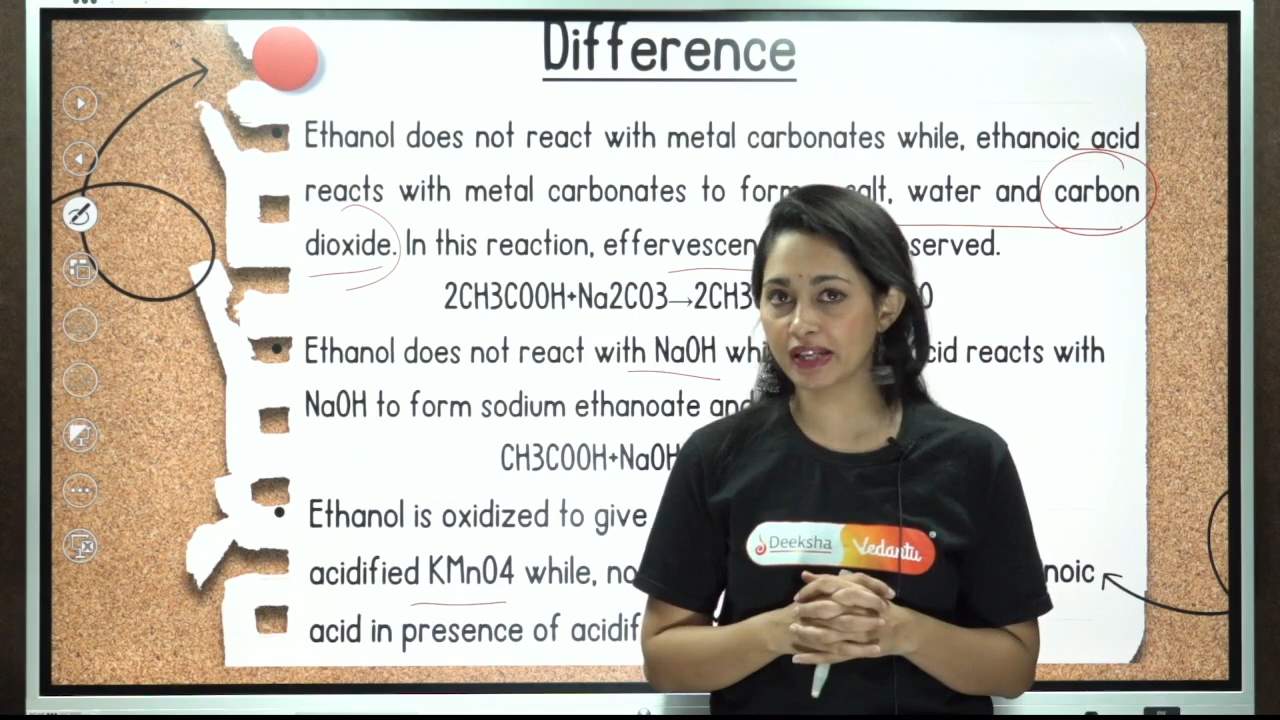 Difference
Ethanol does not react with metal carbonates while, ethanoic acid
reacts with metal carbonates to form salt, water and carbon
dioxide. In this reaction, effervescen served.
2CH3COOH+Na2CO3→2CH3 O
Ethanol does not react with NaOH whi cid reacts with
NaOH to form sodium ethanoate and
CH3COOH+NaOH
Ethanol is oxidized to give
acidified KMnO4 while, no noic
acid in presence of acidif
Deeksha Vedantu